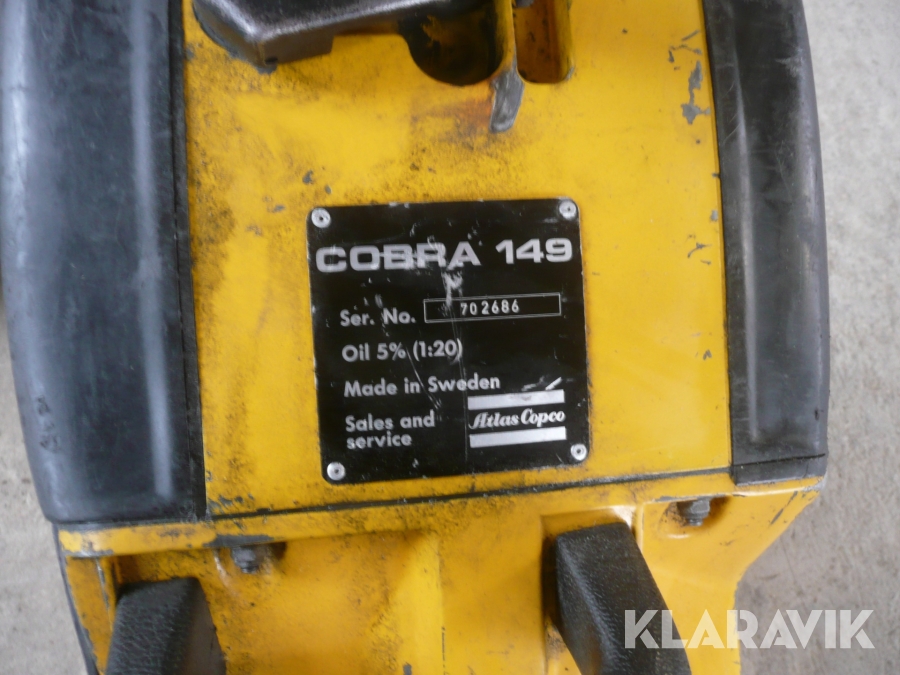 COBRA 149
Ser. No. 702686
Oil 5% (1:20)
Made in Sweden
Sales and
service
Atlas Copco
KLARAVIK